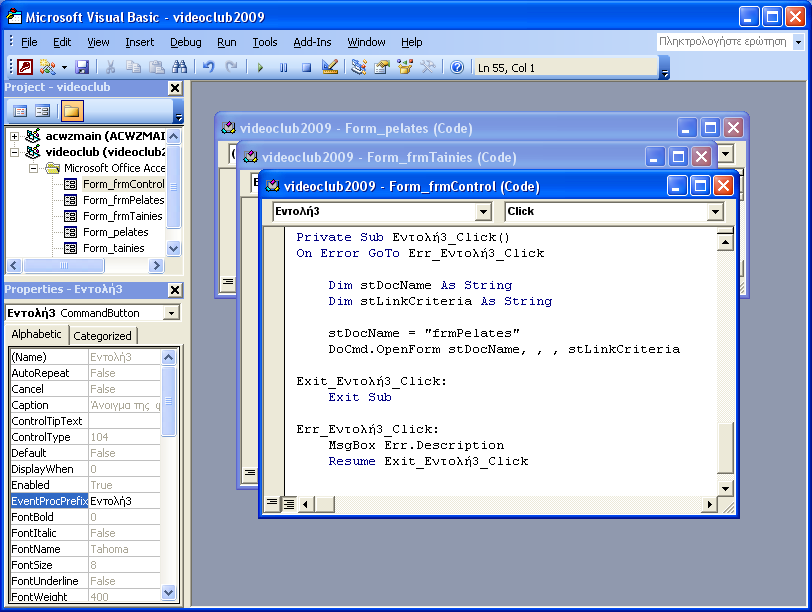 Microsoft Visual Basic - videoclub2009
File Edit View Insert Debug Run Tools Add-Ins Window Help
Πληκτρολογήστε ερώτηση
Ln 55, Col 1
Project - videoclub
acwzmain (ACWZMAI
videoclub (videoclub2
Microsoft Office Acce
Form_frmControl
Form_frmPelates
Form_frmTainies
Form_pelates
Form_tainies
Properties - Εντολή3
Εντολή3 CommandButton
Alphabetic Categorized
(Name) Εντολή3
AutoRepeat False
Cancel False
Caption Άνοιγμα της φ
ControlTipText
ControlType 104
Default False
DisplayWhen 0
Enabled True
EventProcPrefix Εντολή3
FontBold 0
FontItalic False
FontName Tahoma
FontSize 8
FontUnderline False
FontWeight 400
videoclub2009 - Form_pelates (Code)
videoclub2009 - Form_frmTainies (Code)
videoclub2009 - Form_frmControl (Code)
Εντολή3 Click
Private Sub Εντολή3_Click()
On Error GoTo Err_Εντολή3_Click
Dim stDocName As String
Dim stLinkCriteria As String
stDocName = "frmPelates"
DoCmd.OpenForm stDocName, , , stLinkCriteria
Exit_Εντολή3_Click:
Exit Sub
Err_Εντολή3_Click:
MsgBox Err.Description
Resume Exit_Εντολή3_Click